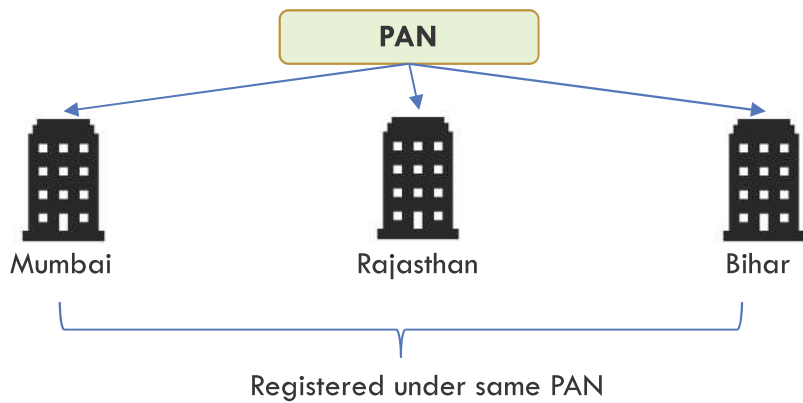 PAN
Mumbai
Rajasthan
Bihar
Registered under same PAN